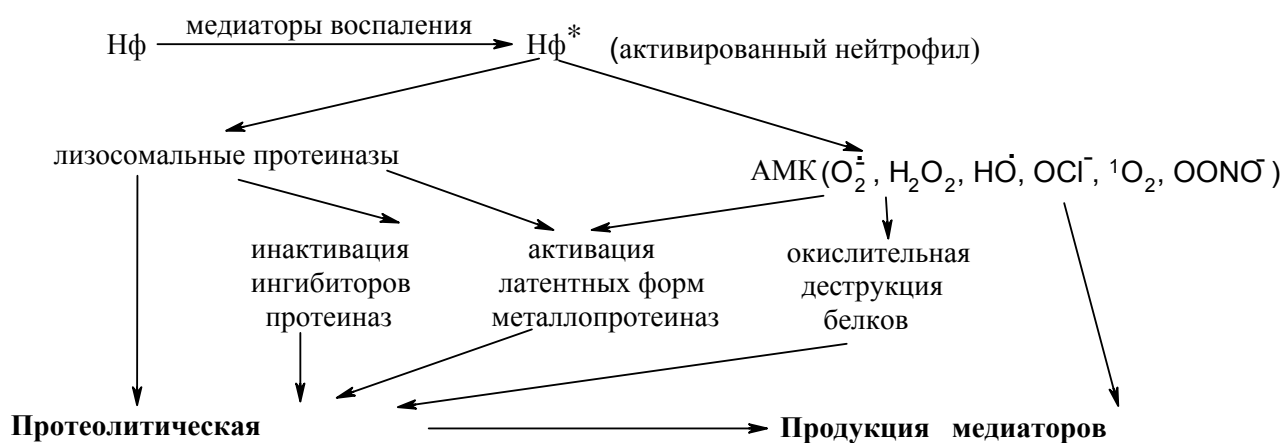 медиаторы воспаления
Нф Нф* (активированный нейтрофил)
лизосомальные протеиназы
АМК (O₂∸, H₂O₂, HȮ, OCl⁻, ¹O₂, OONO⁻)
инактивация
ингибиторов
протеиназ
активация
латентных форм
металлопротеиназ
окислительная
деструкция
белков
Протеолитическая Продукция медиаторов